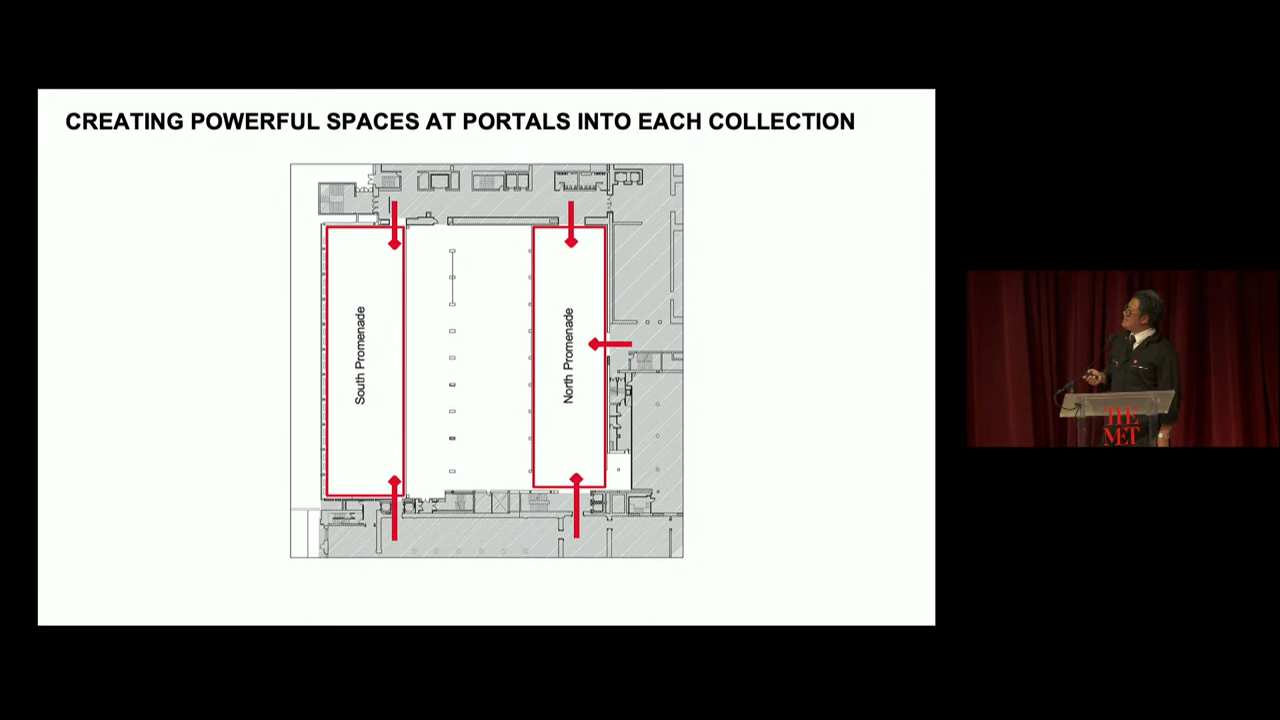 CREATING POWERFUL SPACES AT PORTALS INTO EACH COLLECTION
South Promenade
North Promenade
THE
MET